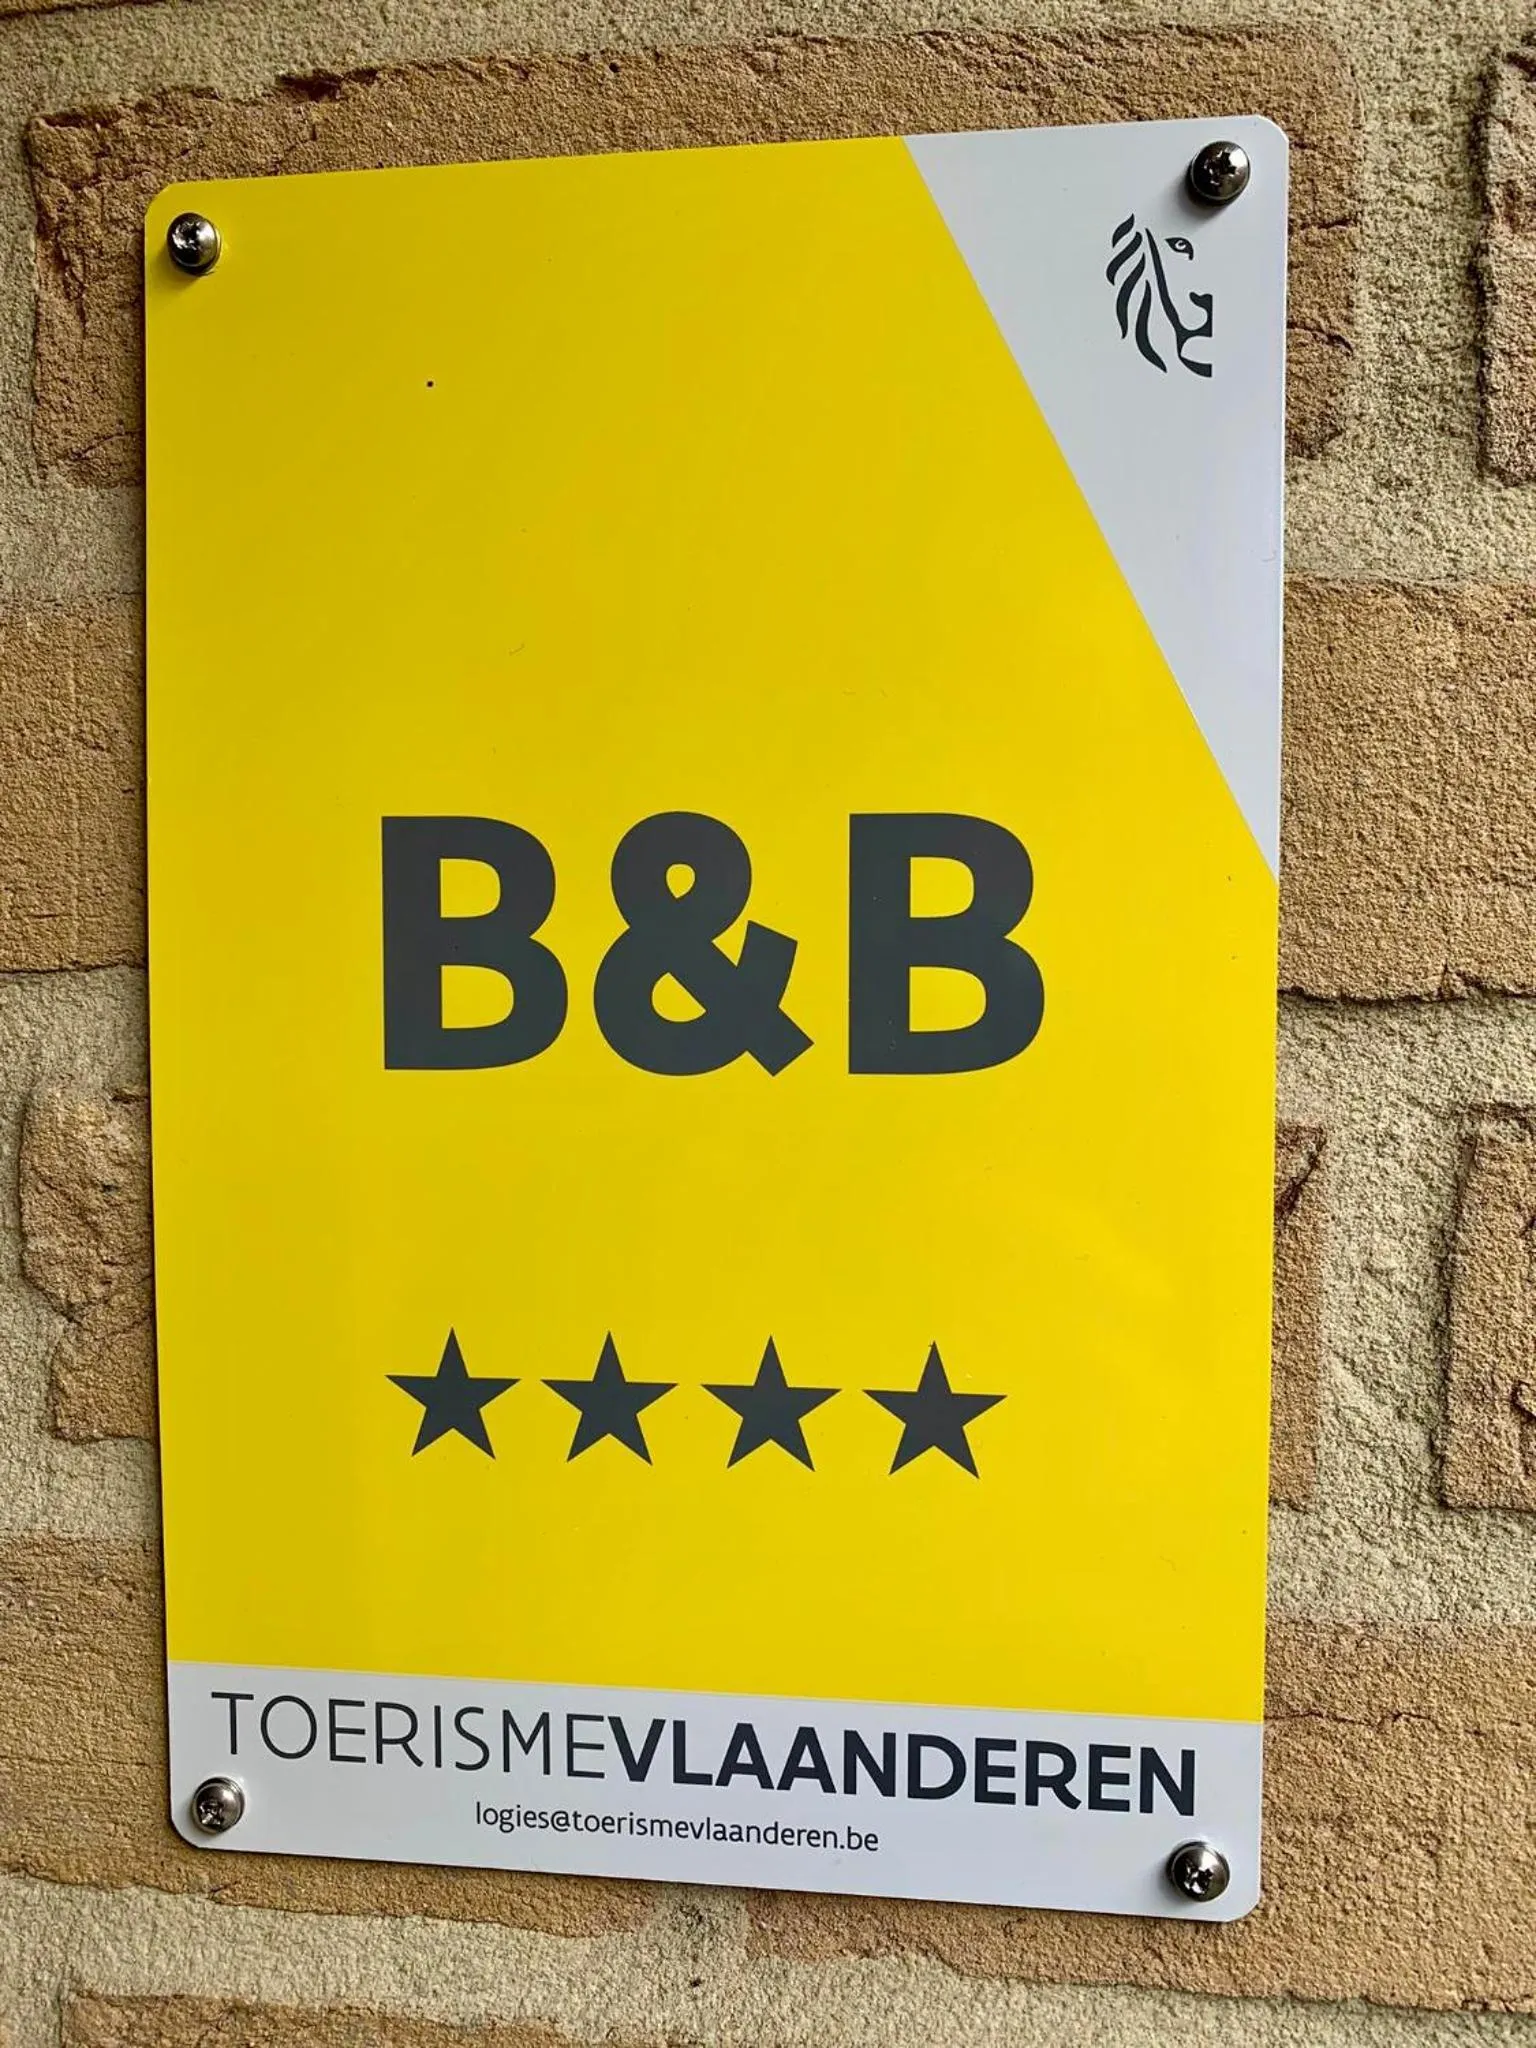 B&B
★★★★
TOERISMEVLAANDEREN
logies@toerismevlaanderen.be